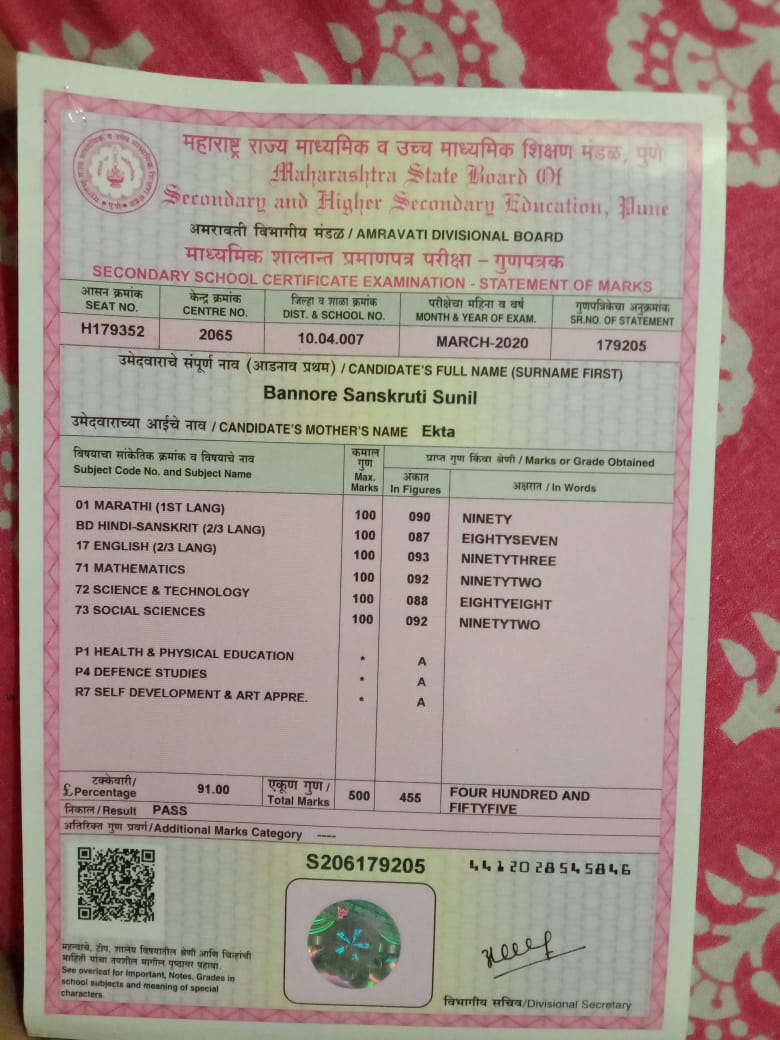 महाराष्ट्र राज्य माध्यमिक व उच्च माध्यमिक शिक्षण मंडळ, पुणे
Maharashtra State Board Of
Secondary and Higher Secondary Education, Pune
अमरावती विभागीय मंडळ / AMRAVATI DIVISIONAL BOARD
माध्यमिक शालान्त प्रमाणपत्र परीक्षा – गुणपत्रक
SECONDARY SCHOOL CERTIFICATE EXAMINATION - STATEMENT OF MARKS
आसन क्रमांक केन्द्र क्रमांक जिल्हा व शाळा क्रमांक परीक्षेचा महिना व वर्ष गुणपत्रिकेचा अनुक्रमांक
SEAT NO. CENTRE NO. DIST. & SCHOOL NO. MONTH & YEAR OF EXAM. SR.NO. OF STATEMENT
H179352 2065 10.04.007 MARCH-2020 179205
उमेदवाराचे संपूर्ण नाव (आडनाव प्रथम) / CANDIDATE'S FULL NAME (SURNAME FIRST)
Bannore Sanskruti Sunil
उमेदवाराच्या आईचे नाव / CANDIDATE'S MOTHER'S NAME Ekta
विषयाचा सांकेतिक क्रमांक व विषयाचे नाव कमाल गुण प्राप्त गुण किंवा श्रेणी / Marks or Grade Obtained
Subject Code No. and Subject Name Max. Marks अंकात In Figures अक्षरात / In Words
01 MARATHI (1ST LANG) 100 090 NINETY
BD HINDI-SANSKRIT (2/3 LANG) 100 087 EIGHTYSEVEN
17 ENGLISH (2/3 LANG) 100 093 NINETYTHREE
71 MATHEMATICS 100 092 NINETYTWO
72 SCIENCE & TECHNOLOGY 100 088 EIGHTYEIGHT
73 SOCIAL SCIENCES 100 092 NINETYTWO
P1 HEALTH & PHYSICAL EDUCATION * A
P4 DEFENCE STUDIES * A
R7 SELF DEVELOPMENT & ART APPRE. * A
टक्केवारी/ एकूण गुण /
£ Percentage 91.00 Total Marks 500 455 FOUR HUNDRED AND
FIFTYFIVE
निकाल / Result PASS
अतिरिक्त गुण प्रवर्ग/Additional Marks Category ----
S206179205 4412028545846
महत्वाचे, टीप, शालेय विषयातील श्रेणी आणि चिन्हांची
माहिती यांचा तपशील मागील पृष्ठावर पहावा.
See overleaf for Important, Notes, Grades in
school subjects and meaning of special
characters.
विभागीय सचिव/Divisional Secretary